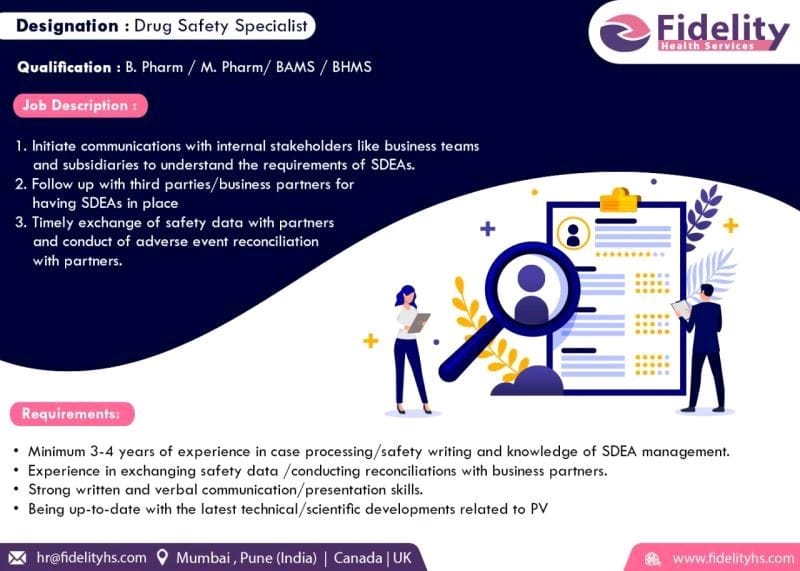 Designation : Drug Safety Specialist
Fidelity
Health Services
Qualification : B. Pharm / M. Pharm/ BAMS / BHMS
Job Description :
1. Initiate communications with internal stakeholders like business teams
and subsidiaries to understand the requirements of SDEAs.
2. Follow up with third parties/business partners for
having SDEAs in place
3. Timely exchange of safety data with partners
and conduct of adverse event reconciliation
with partners.
Requirements:
• Minimum 3-4 years of experience in case processing/safety writing and knowledge of SDEA management.
• Experience in exchanging safety data /conducting reconciliations with business partners.
• Strong written and verbal communication/presentation skills.
• Being up-to-date with the latest technical/scientific developments related to PV
hr@fidelityhs.com Mumbai , Pune (India) | Canada | UK
www.fidelityhs.com